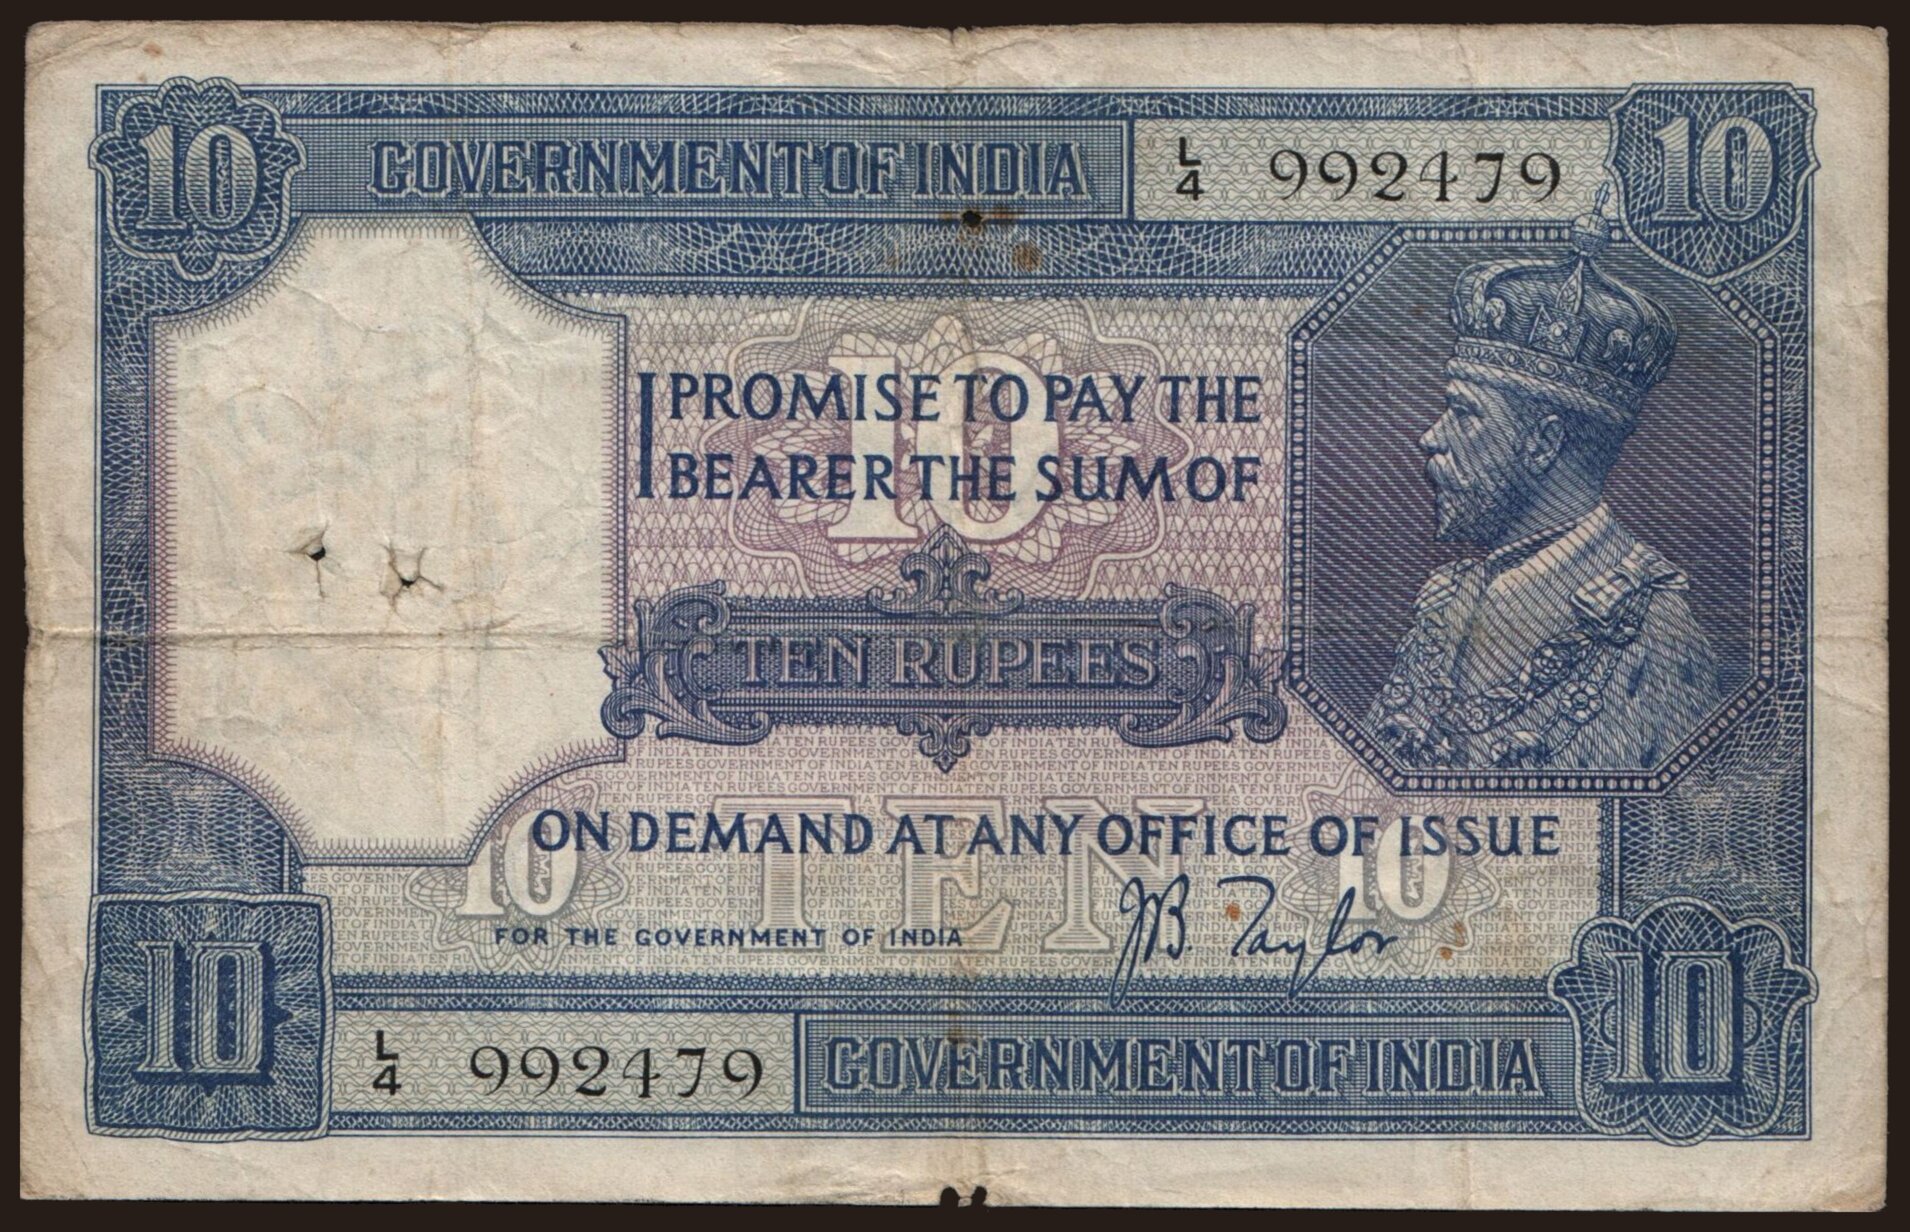 10 GOVERNMENT OF INDIA L/4 992479 10
10
I PROMISE TO PAY THE
BEARER THE SUM OF
TEN RUPEES
TEN
10 10
ON DEMAND AT ANY OFFICE OF ISSUE
FOR THE GOVERNMENT OF INDIA JB. Taylor
10 L/4 992479 GOVERNMENT OF INDIA 10